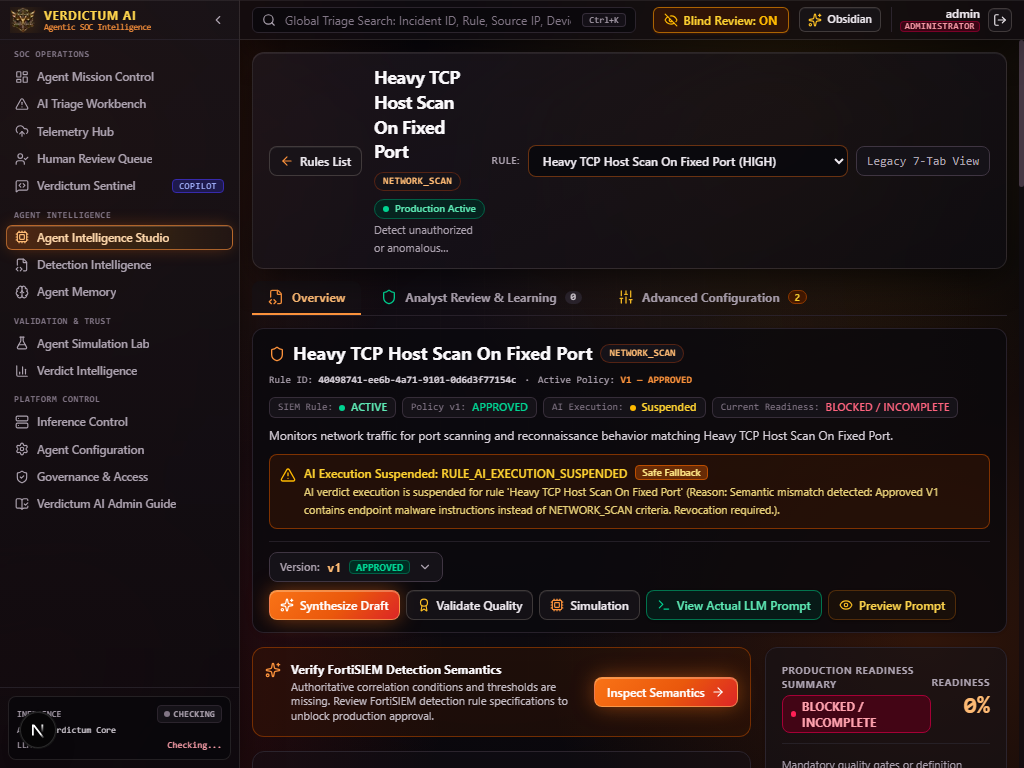 VERDICTUM AI
Agentic SOC Intelligence
Global Triage Search: Incident ID, Rule, Source IP, Devi
Ctrl+K
Blind Review: ON
Obsidian
admin
ADMINISTRATOR
SOC OPERATIONS
Agent Mission Control
AI Triage Workbench
Telemetry Hub
Human Review Queue
Verdictum Sentinel
COPILOT
AGENT INTELLIGENCE
Agent Intelligence Studio
Detection Intelligence
Agent Memory
VALIDATION & TRUST
Agent Simulation Lab
Verdict Intelligence
PLATFORM CONTROL
Inference Control
Agent Configuration
Governance & Access
Verdictum AI Admin Guide
CHECKING
N
rdictum Core
Checking...
Rules List
Heavy TCP
Host Scan
On Fixed
Port
NETWORK_SCAN
Production Active
Detect unauthorized
or anomalous...
RULE:
Heavy TCP Host Scan On Fixed Port (HIGH)
Legacy 7-Tab View
Overview
Analyst Review & Learning 0
Advanced Configuration 2
Heavy TCP Host Scan On Fixed Port NETWORK_SCAN
Rule ID: 40498741-ee6b-4a71-9101-0d6d3f77154c · Active Policy: V1 — APPROVED
SIEM Rule: ACTIVE
Policy v1: APPROVED
AI Execution: Suspended
Current Readiness: BLOCKED / INCOMPLETE
Monitors network traffic for port scanning and reconnaissance behavior matching Heavy TCP Host Scan On Fixed Port.
AI Execution Suspended: RULE_AI_EXECUTION_SUSPENDED Safe Fallback
AI verdict execution is suspended for rule 'Heavy TCP Host Scan On Fixed Port' (Reason: Semantic mismatch detected: Approved V1
contains endpoint malware instructions instead of NETWORK_SCAN criteria. Revocation required.).
Version: v1 APPROVED
Synthesize Draft
Validate Quality
Simulation
View Actual LLM Prompt
Preview Prompt
Verify FortiSIEM Detection Semantics
Authoritative correlation conditions and thresholds are
missing. Review FortiSIEM detection rule specifications to
unblock production approval.
Inspect Semantics
PRODUCTION READINESS
SUMMARY
BLOCKED /
INCOMPLETE
READINESS
0%
Mandatory quality gates or definition